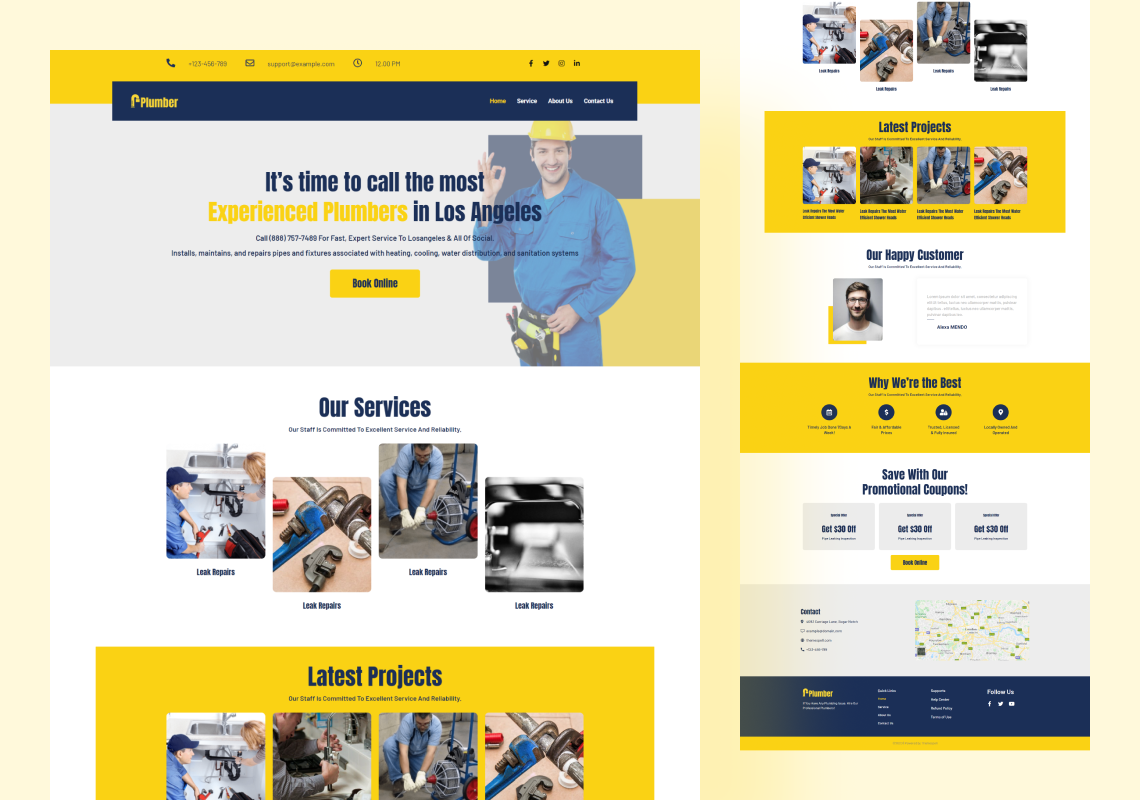 +123-456-789
support@example.com
12.00 PM
Plumber
Home Service About Us Contact Us
It's time to call the most
Experienced Plumbers in Los Angeles
Call (888) 757-7489 For Fast, Expert Service To Losangeles & All Of Social.
Installs, maintains, and repairs pipes and fixtures associated with heating, cooling, water distribution, and sanitation systems
Book Online
Our Services
Our Staff Is Committed To Excellent Service And Reliability.
Leak Repairs
Leak Repairs
Leak Repairs
Leak Repairs
Latest Projects
Our Staff Is Committed To Excellent Service And Reliability.
Leak Repairs
Leak Repairs
Leak Repairs
Leak Repairs
Latest Projects
Our Staff Is Committed To Excellent Service And Reliability.
Leak Repairs The Most Water
Efficient Shower Heads
Leak Repairs The Most Water
Efficient Shower Heads
Leak Repairs The Most Water
Efficient Shower Heads
Leak Repairs The Most Water
Efficient Shower Heads
Our Happy Customer
Our Staff Is Committed To Excellent Service And Reliability.
Alexa MENDO
Why We're the Best
Our Staff Is Committed To Excellent Service And Reliability.
Timely Job Done 7Days A
Week!
Fair & Affordable
Prices
Trusted, Licensed
& Fully Insured
Locally Owned And
Operated
Save With Our
Promotional Coupons!
Special Offer
Get $30 Off
Pipe Leaking Inspection
Special Offer
Get $30 Off
Pipe Leaking Inspection
Special Offer
Get $30 Off
Pipe Leaking Inspection
Book Online
Contact
example@domain.com
+123-456-789
Plumber
Quick Links
Home
Service
About Us
Contact Us
Supports
Help Center
Refund Policy
Terms of Use
Follow Us